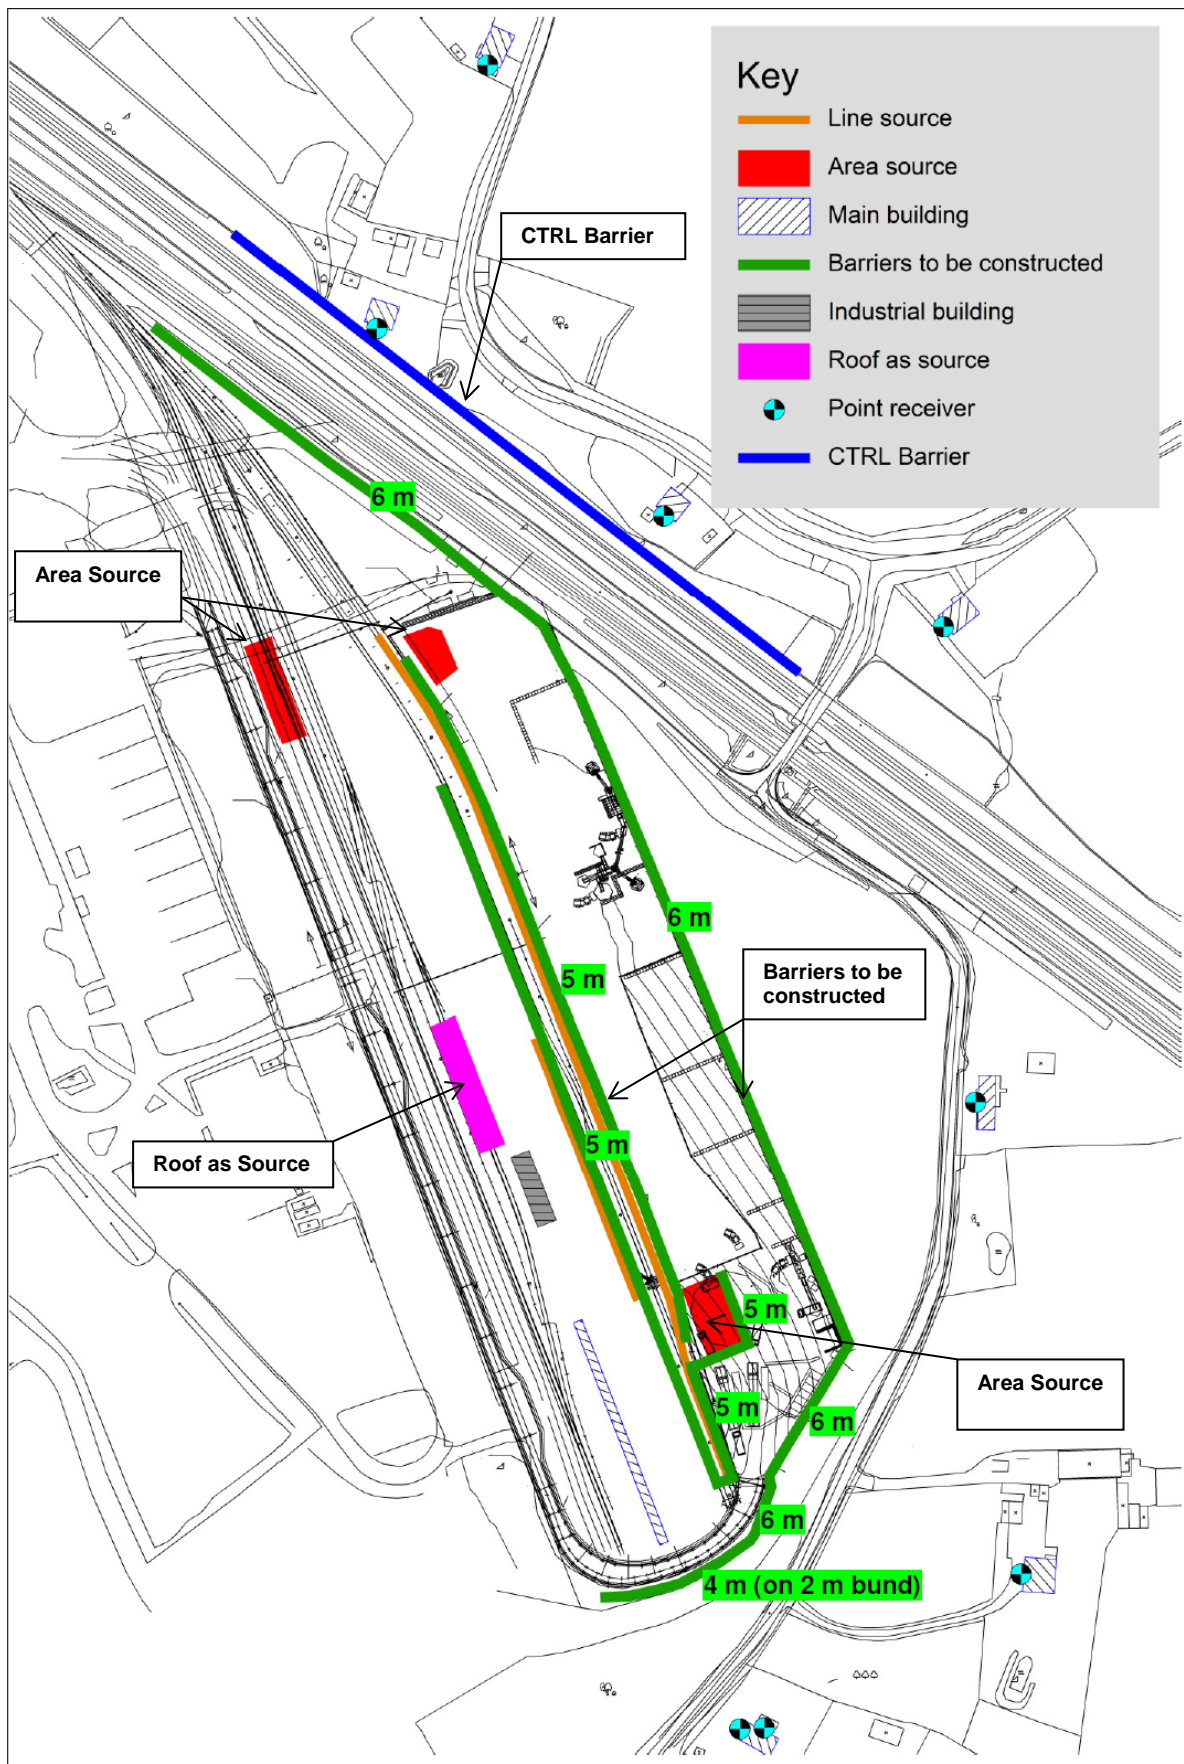 Key
Line source
Area source
Main building
Barriers to be constructed
Industrial building
Roof as source
Point receiver
CTRL Barrier
CTRL Barrier
6 m
Area Source
6 m
5 m
Barriers to be
constructed
5 m
Roof as Source
5 m
Area Source
5 m
6 m
6 m
4 m (on 2 m bund)